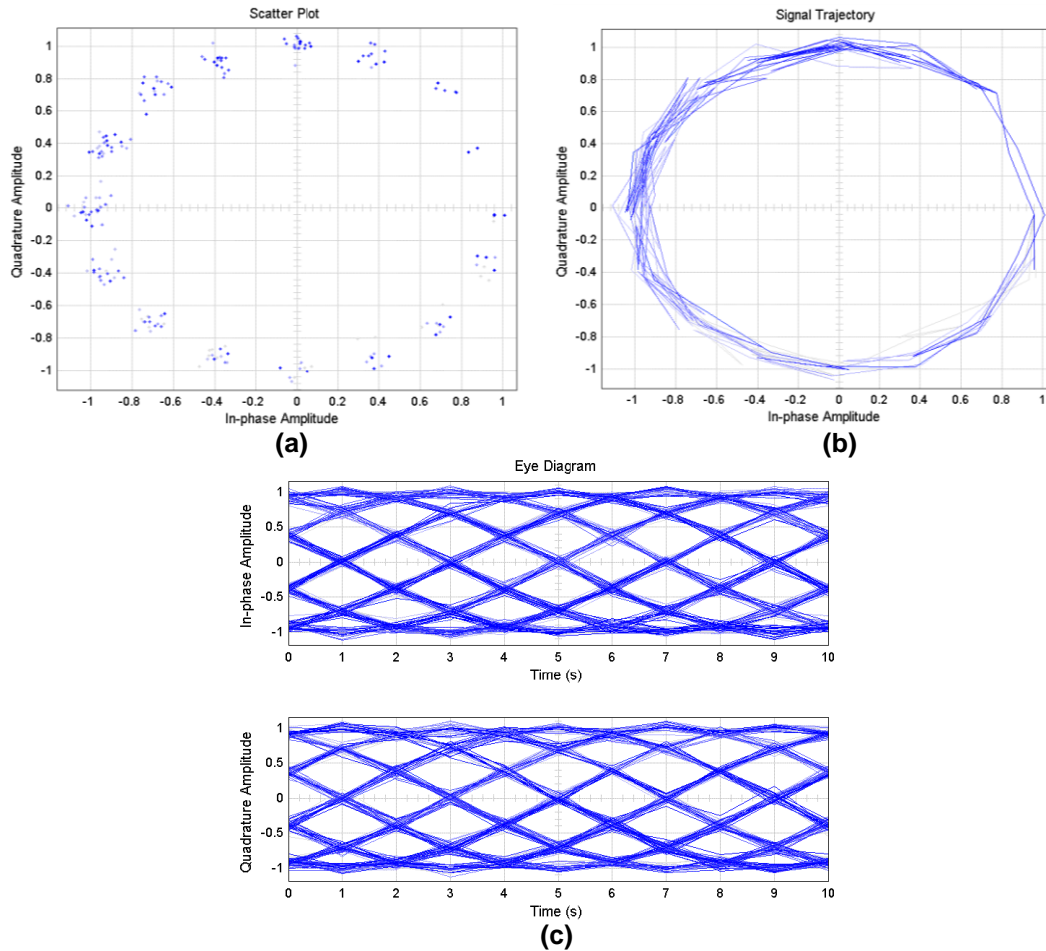 Scatter Plot
Quadrature Amplitude
1
0.8
0.6
0.4
0.2
0
-0.2
-0.4
-0.6
-0.8
-1
-1 -0.8 -0.6 -0.4 -0.2 0 0.2 0.4 0.6 0.8 1
In-phase Amplitude
(a)
Signal Trajectory
Quadrature Amplitude
1
0.8
0.6
0.4
0.2
0
-0.2
-0.4
-0.6
-0.8
-1
-1 -0.8 -0.6 -0.4 -0.2 0 0.2 0.4 0.6 0.8 1
In-phase Amplitude
(b)
Eye Diagram
In-phase Amplitude
1
0.5
0
-0.5
-1
0 1 2 3 4 5 6 7 8 9 10
Time (s)
Quadrature Amplitude
1
0.5
0
-0.5
-1
0 1 2 3 4 5 6 7 8 9 10
Time (s)
(c)